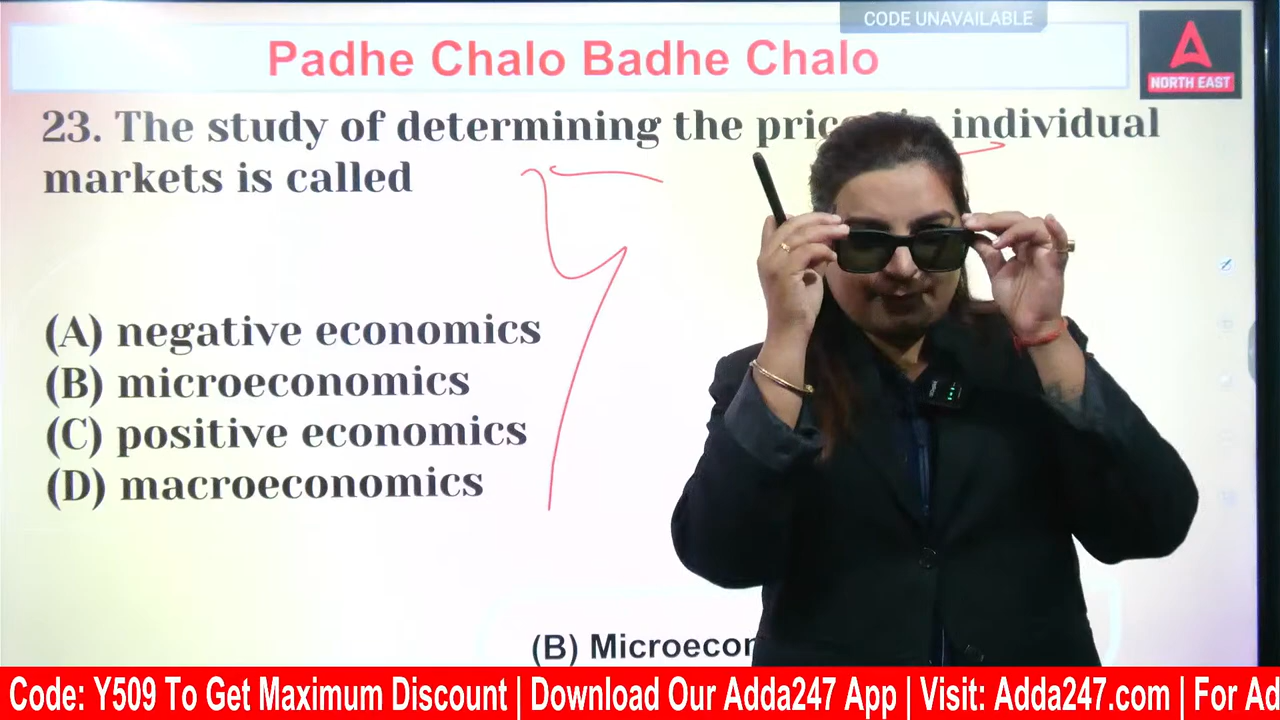 CODE UNAVAILABLE
Padhe Chalo Badhe Chalo
NORTH EAST
23. The study of determining the individual
markets is called
(A) negative economics
(B) microeconomics
(C) positive economics
(D) macroeconomics
(B)
Code: Y509 To Get Maximum Discount | Download Our Adda247 App | Visit: Adda247.com | For